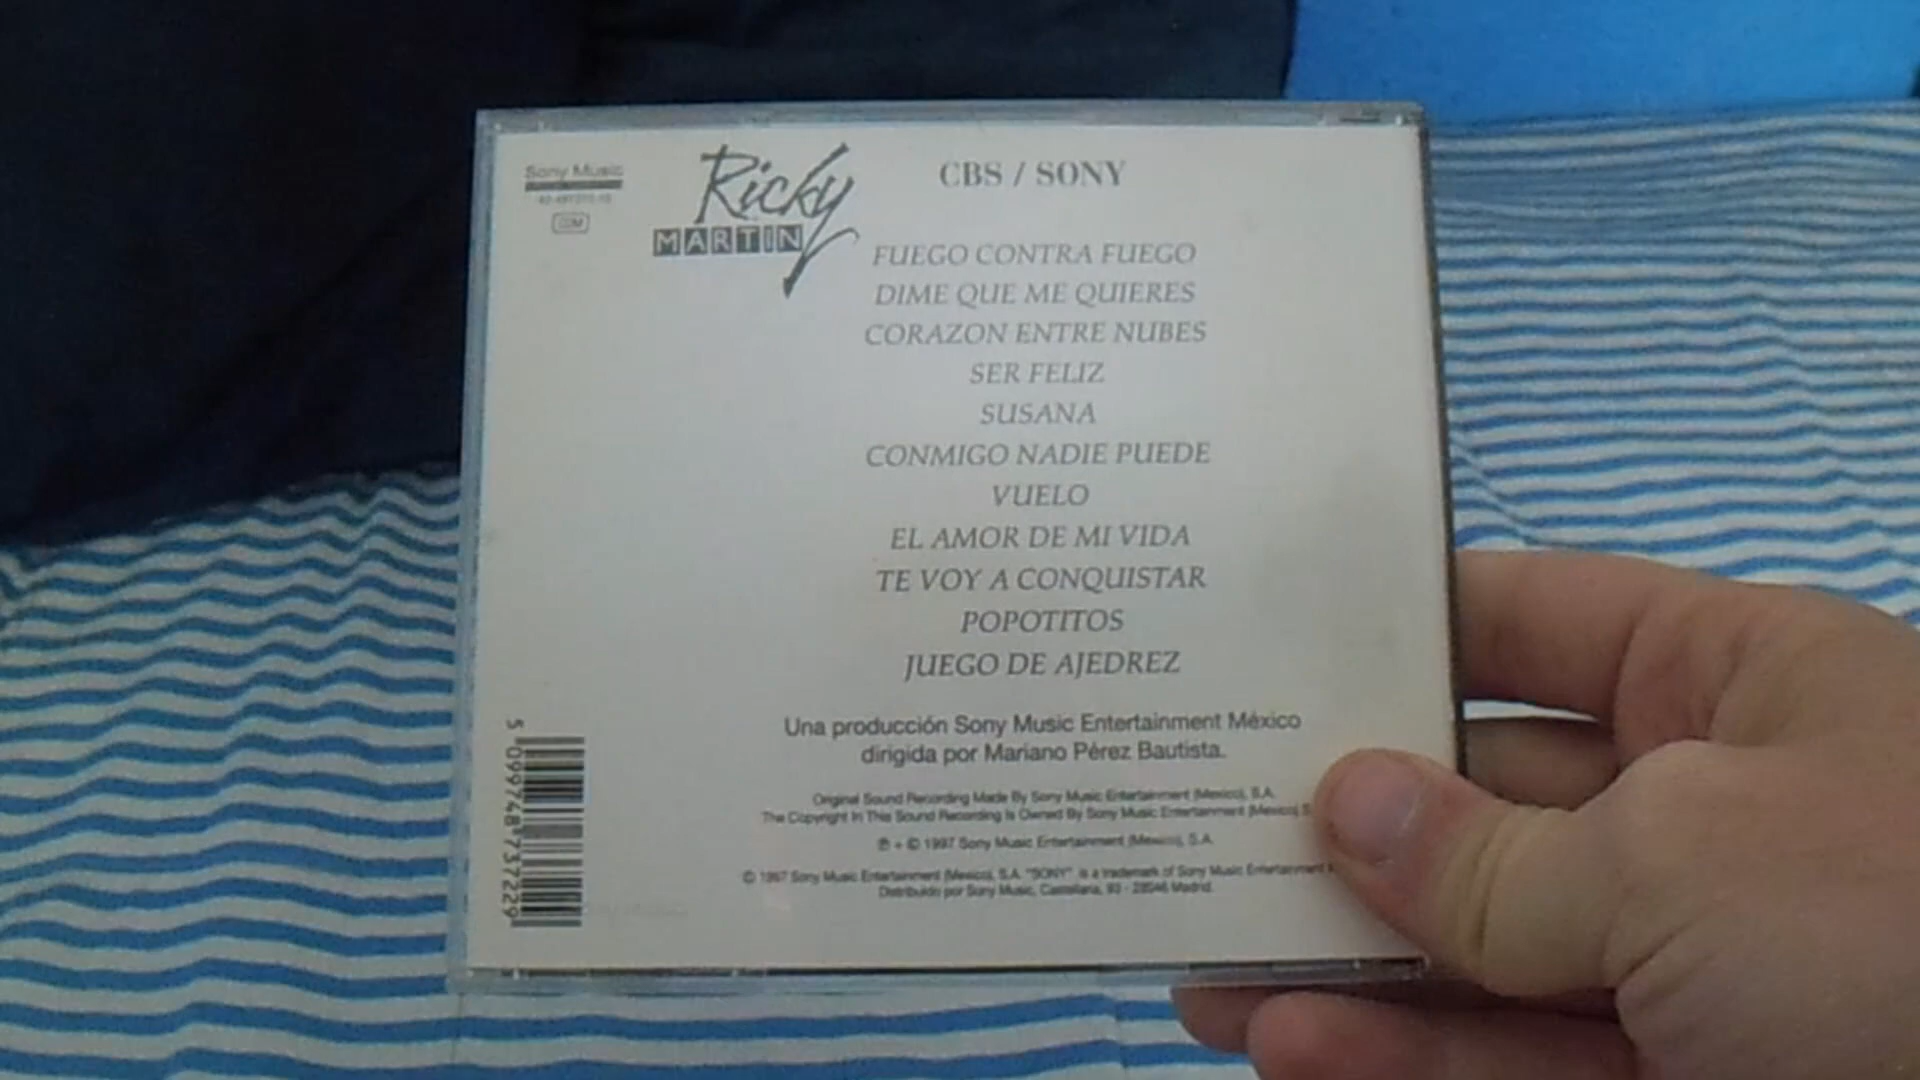 Sony Music
Ricky
MARTIN
CBS / SONY
FUEGO CONTRA FUEGO
DIME QUE ME QUIERES
CORAZON ENTRE NUBES
SER FELIZ
SUSANA
CONMIGO NADIE PUEDE
VUELO
EL AMOR DE MI VIDA
TE VOY A CONQUISTAR
POPOTITOS
JUEGO DE AJEDREZ
Una producción Sony Music Entertainment México
dirigida por Mariano Pérez Bautista.
Original Sound Recording Made By Sony Music Entertainment (Mexico), S.A.
The Copyright In This Sound Recording Is Owned By Sony Music Entertainment (Mexico) S
℗ + © 1997 Sony Music Entertainment (Mexico), S.A.
© 1997 Sony Music Entertainment (Mexico), S.A. "SONY" is a trademark of Sony Music Entertainment
Distribuido por Sony Music, Castellana, 93 - 28046 Madrid.
5 099748 737229